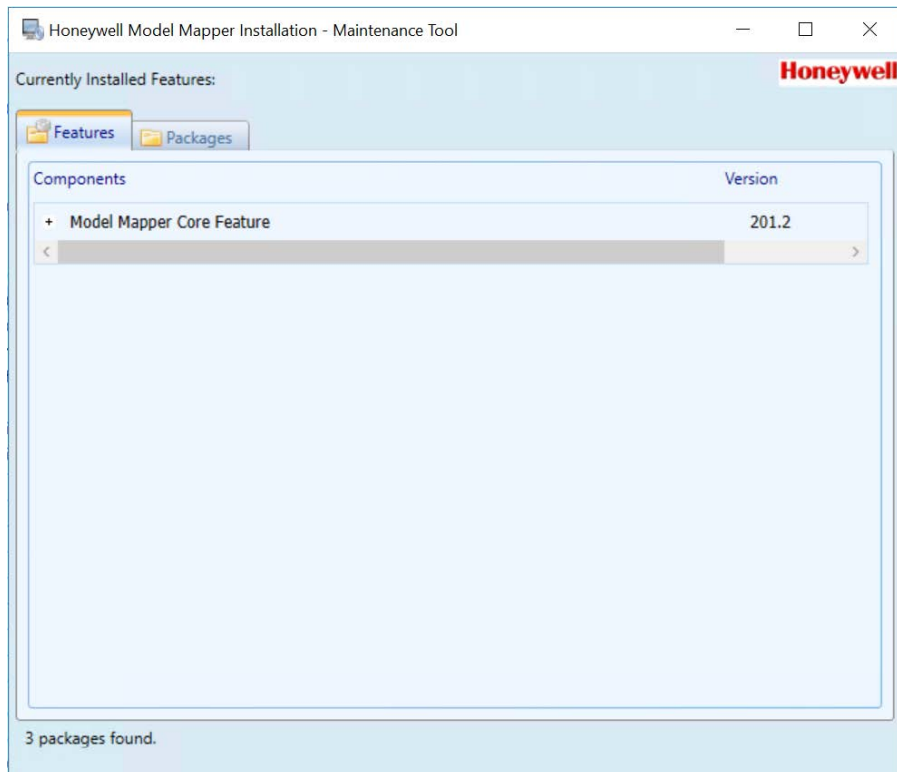 Honeywell Model Mapper Installation - Maintenance Tool
Currently Installed Features:
Honeywell
Features
Packages
Components Version
+ Model Mapper Core Feature 201.2
3 packages found.